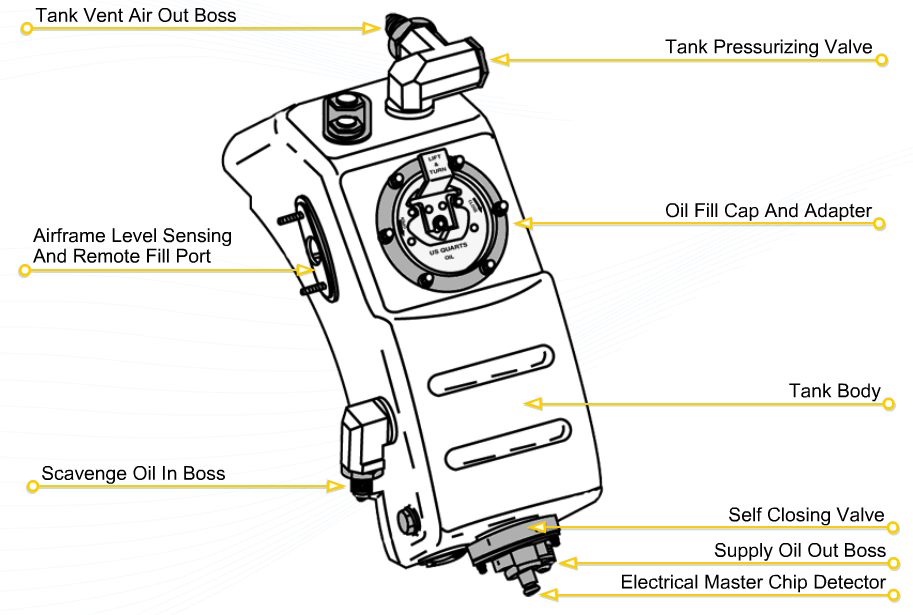 Tank Vent Air Out Boss
Tank Pressurizing Valve
LIFT
&
TURN
Oil Fill Cap And Adapter
US QUARTS
OIL
Airframe Level Sensing
And Remote Fill Port
Tank Body
Scavenge Oil In Boss
Self Closing Valve
Supply Oil Out Boss
Electrical Master Chip Detector